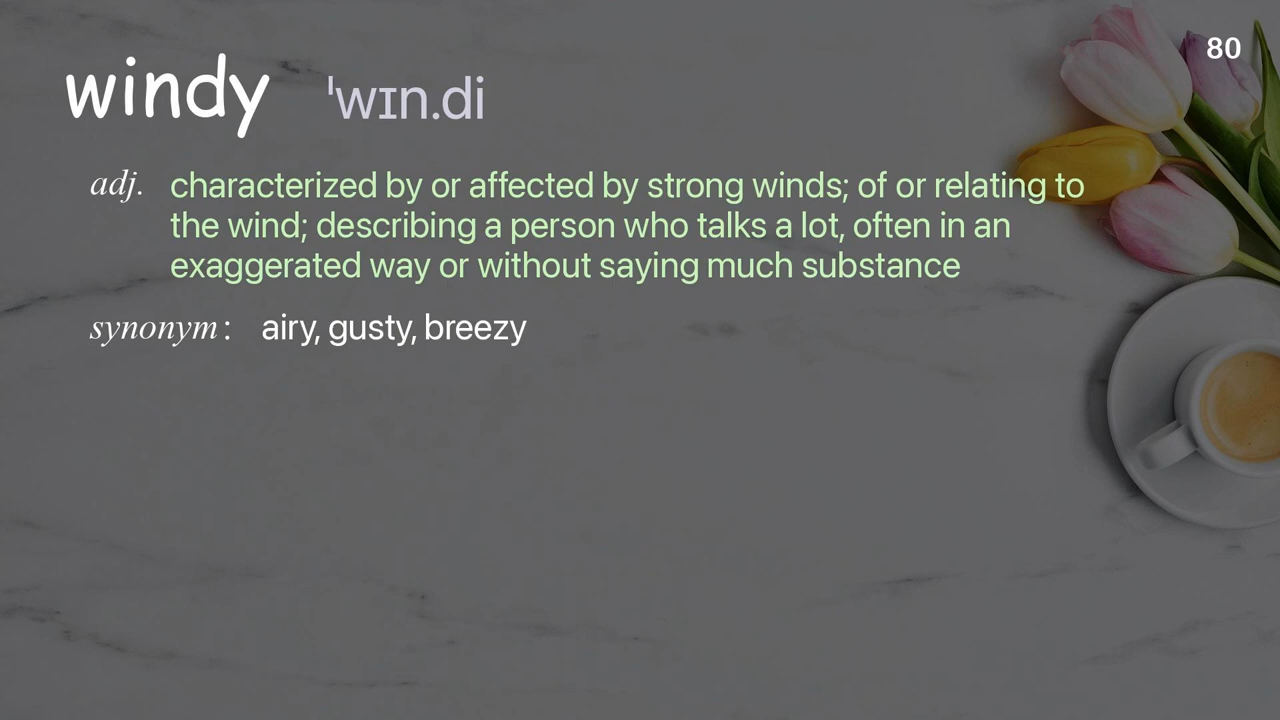 80
windy ˈwɪn.di
adj. characterized by or affected by strong winds; of or relating to
the wind; describing a person who talks a lot, often in an
exaggerated way or without saying much substance
synonym : airy, gusty, breezy